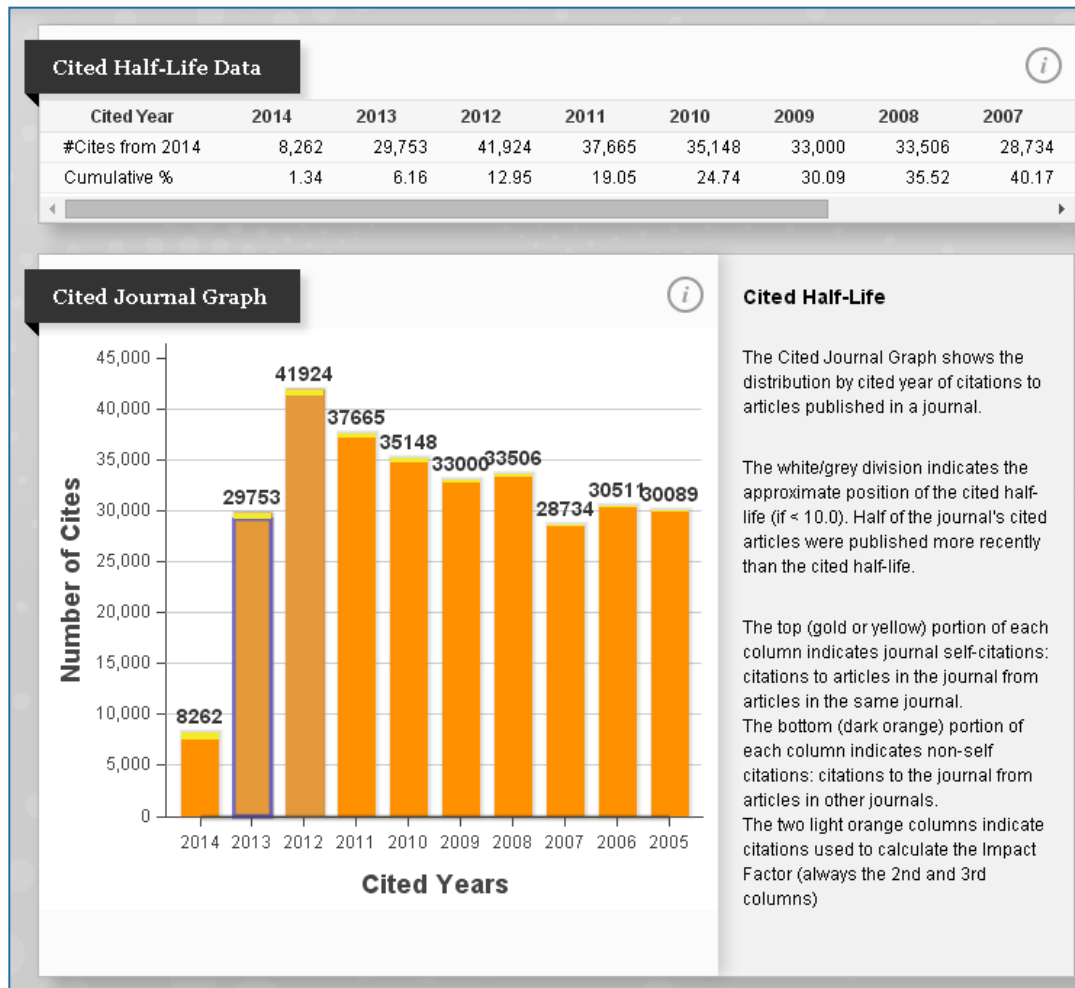 Cited Half-Life Data
i
Cited Year 2014 2013 2012 2011 2010 2009 2008 2007
#Cites from 2014 8,262 29,753 41,924 37,665 35,148 33,000 33,506 28,734
Cumulative % 1.34 6.16 12.95 19.05 24.74 30.09 35.52 40.17
Cited Journal Graph
i
Number of Cites
45,000
40,000
35,000
30,000
25,000
20,000
15,000
10,000
5,000
0
8262 29753 41924 37665 35148 33000 33506 28734 30511 30089
2014 2013 2012 2011 2010 2009 2008 2007 2006 2005
Cited Years
Cited Half-Life
The Cited Journal Graph shows the
distribution by cited year of citations to
articles published in a journal.
The white/grey division indicates the
approximate position of the cited half-
life (if < 10.0). Half of the journal's cited
articles were published more recently
than the cited half-life.
The top (gold or yellow) portion of each
column indicates journal self-citations:
citations to articles in the journal from
articles in the same journal.
The bottom (dark orange) portion of
each column indicates non-self
citations: citations to the journal from
articles in other journals.
The two light orange columns indicate
citations used to calculate the Impact
Factor (always the 2nd and 3rd
columns)